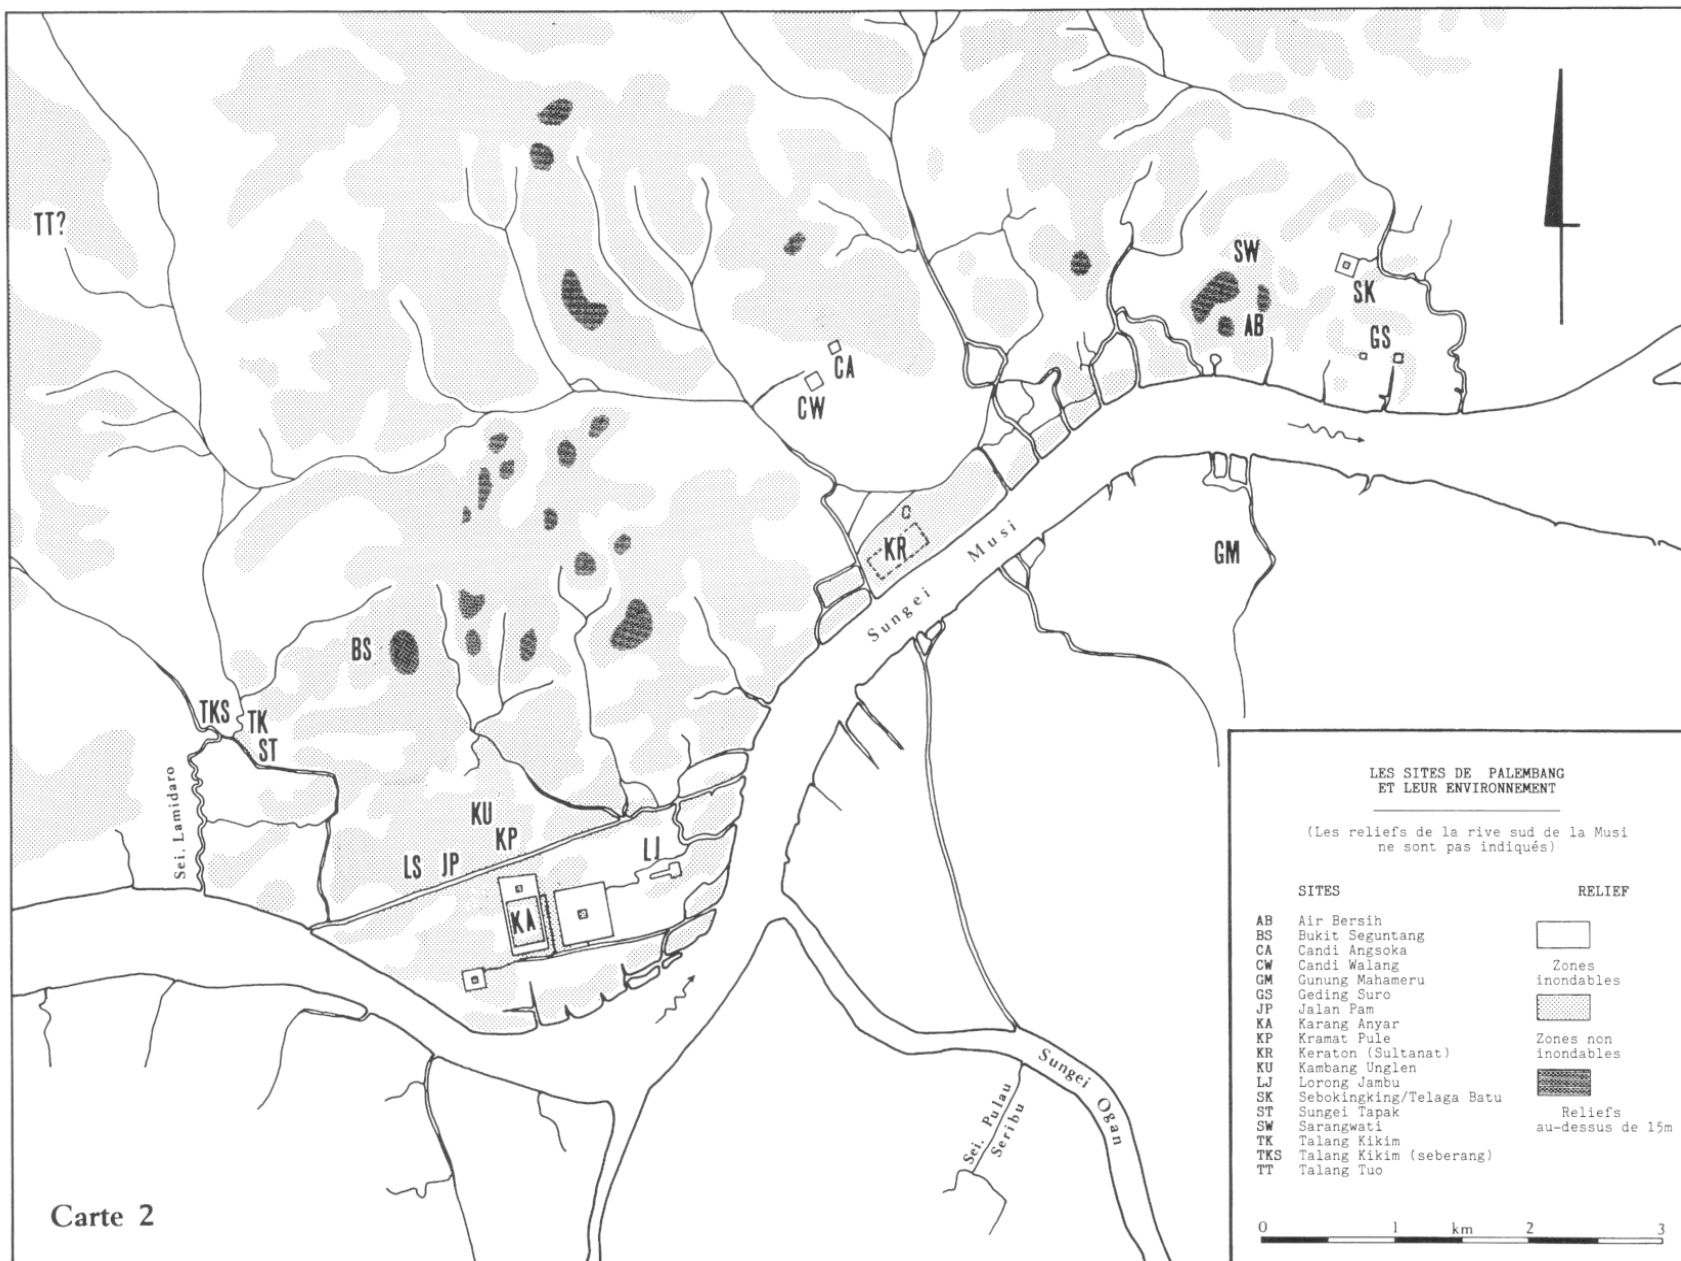 TT?
SW
SK
AB
GS
CA
CW
KR
Sungei Musi
GM
BS
TKS
TK
ST
Sei. Lamidaro
KU
KP
LS
JP
LJ
KA
Sungei Ogan
Sei. Pulau
Seribu
Carte 2
LES SITES DE PALEMBANG
ET LEUR ENVIRONNEMENT
(Les reliefs de la rive sud de la Musi
ne sont pas indiqués)
SITES
AB Air Bersih
BS Bukit Seguntang
CA Candi Angsoka
CW Candi Walang
GM Gunung Mahameru
GS Geding Suro
JP Jalan Pam
KA Karang Anyar
KP Kramat Pule
KR Keraton (Sultanat)
KU Kambang Unglen
LJ Lorong Jambu
SK Sebokingking/Telaga Batu
ST Sungei Tapak
SW Sarangwati
TK Talang Kikim
TKS Talang Kikim (seberang)
TT Talang Tuo
RELIEF
Zones
inondables
Zones non
inondables
Reliefs
au-dessus de 15m
0 1 km 2 3